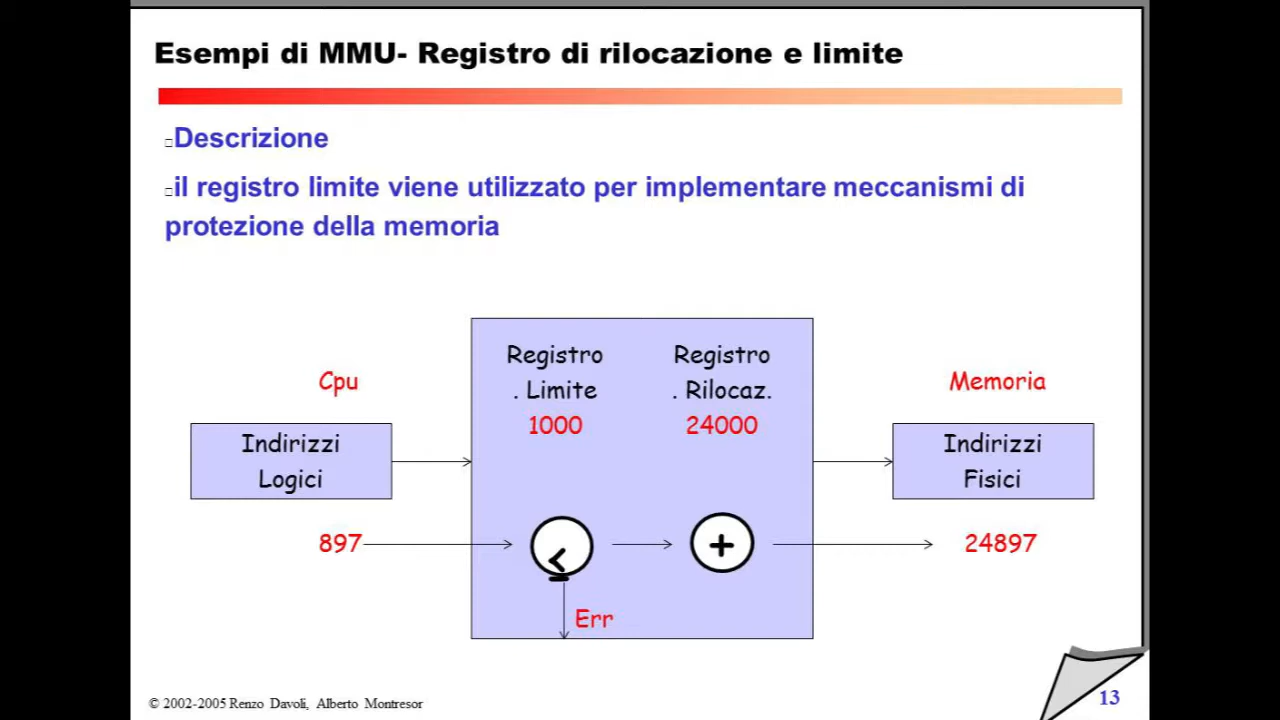 Esempi di MMU- Registro di rilocazione e limite
Descrizione
il registro limite viene utilizzato per implementare meccanismi di
protezione della memoria
Cpu
Indirizzi
Logici
897
Registro
. Limite
1000
Registro
. Rilocaz.
24000
≤
+
Err
Memoria
Indirizzi
Fisici
24897
© 2002-2005 Renzo Davoli, Alberto Montresor
13